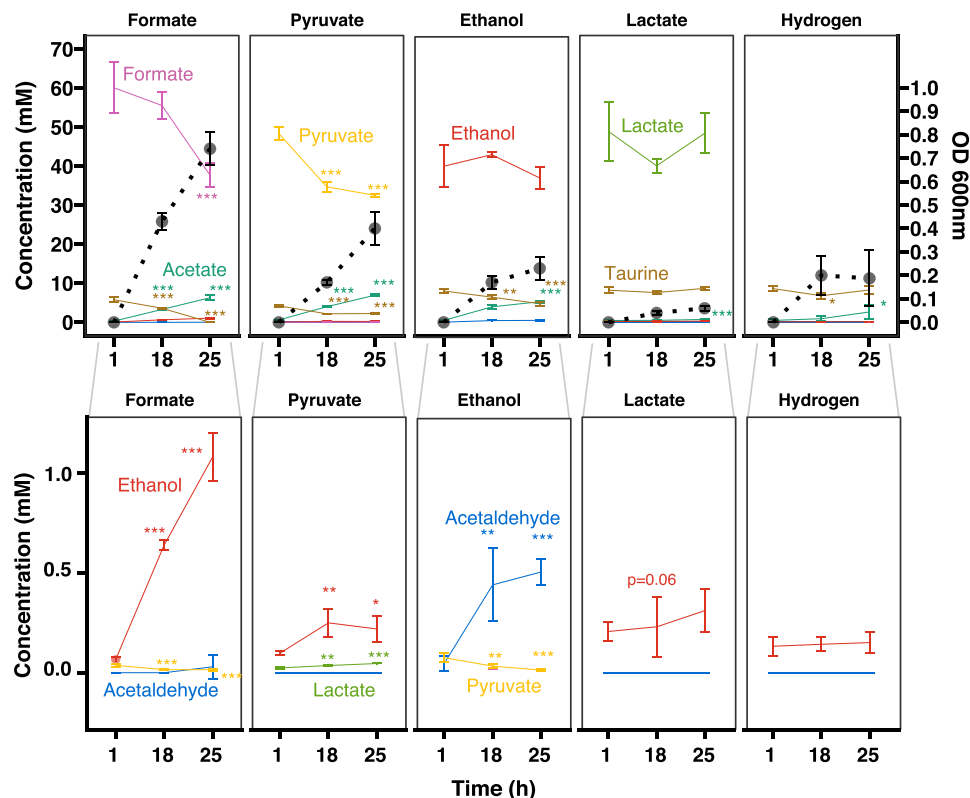 Formate Pyruvate Ethanol Lactate Hydrogen
Concentration (mM)
70
60
50
40
30
20
10
0
OD 600nm
1.0
0.9
0.8
0.7
0.6
0.5
0.4
0.3
0.2
0.1
0.0
Formate
***
Acetate
*** ***
***
***
Pyruvate
*** ***
*** ***
*** ***
Ethanol
***
** ***
Lactate
Taurine
***
*
*
1 18 25 1 18 25 1 18 25 1 18 25 1 18 25
Formate Pyruvate Ethanol Lactate Hydrogen
Concentration (mM)
1.0
0.5
0.0
***
Ethanol
***
***
***
Acetaldehyde
**
*
** ***
Lactate
Acetaldehyde
** ***
** ***
Pyruvate
p=0.06
1 18 25 1 18 25 1 18 25 1 18 25 1 18 25
Time (h)